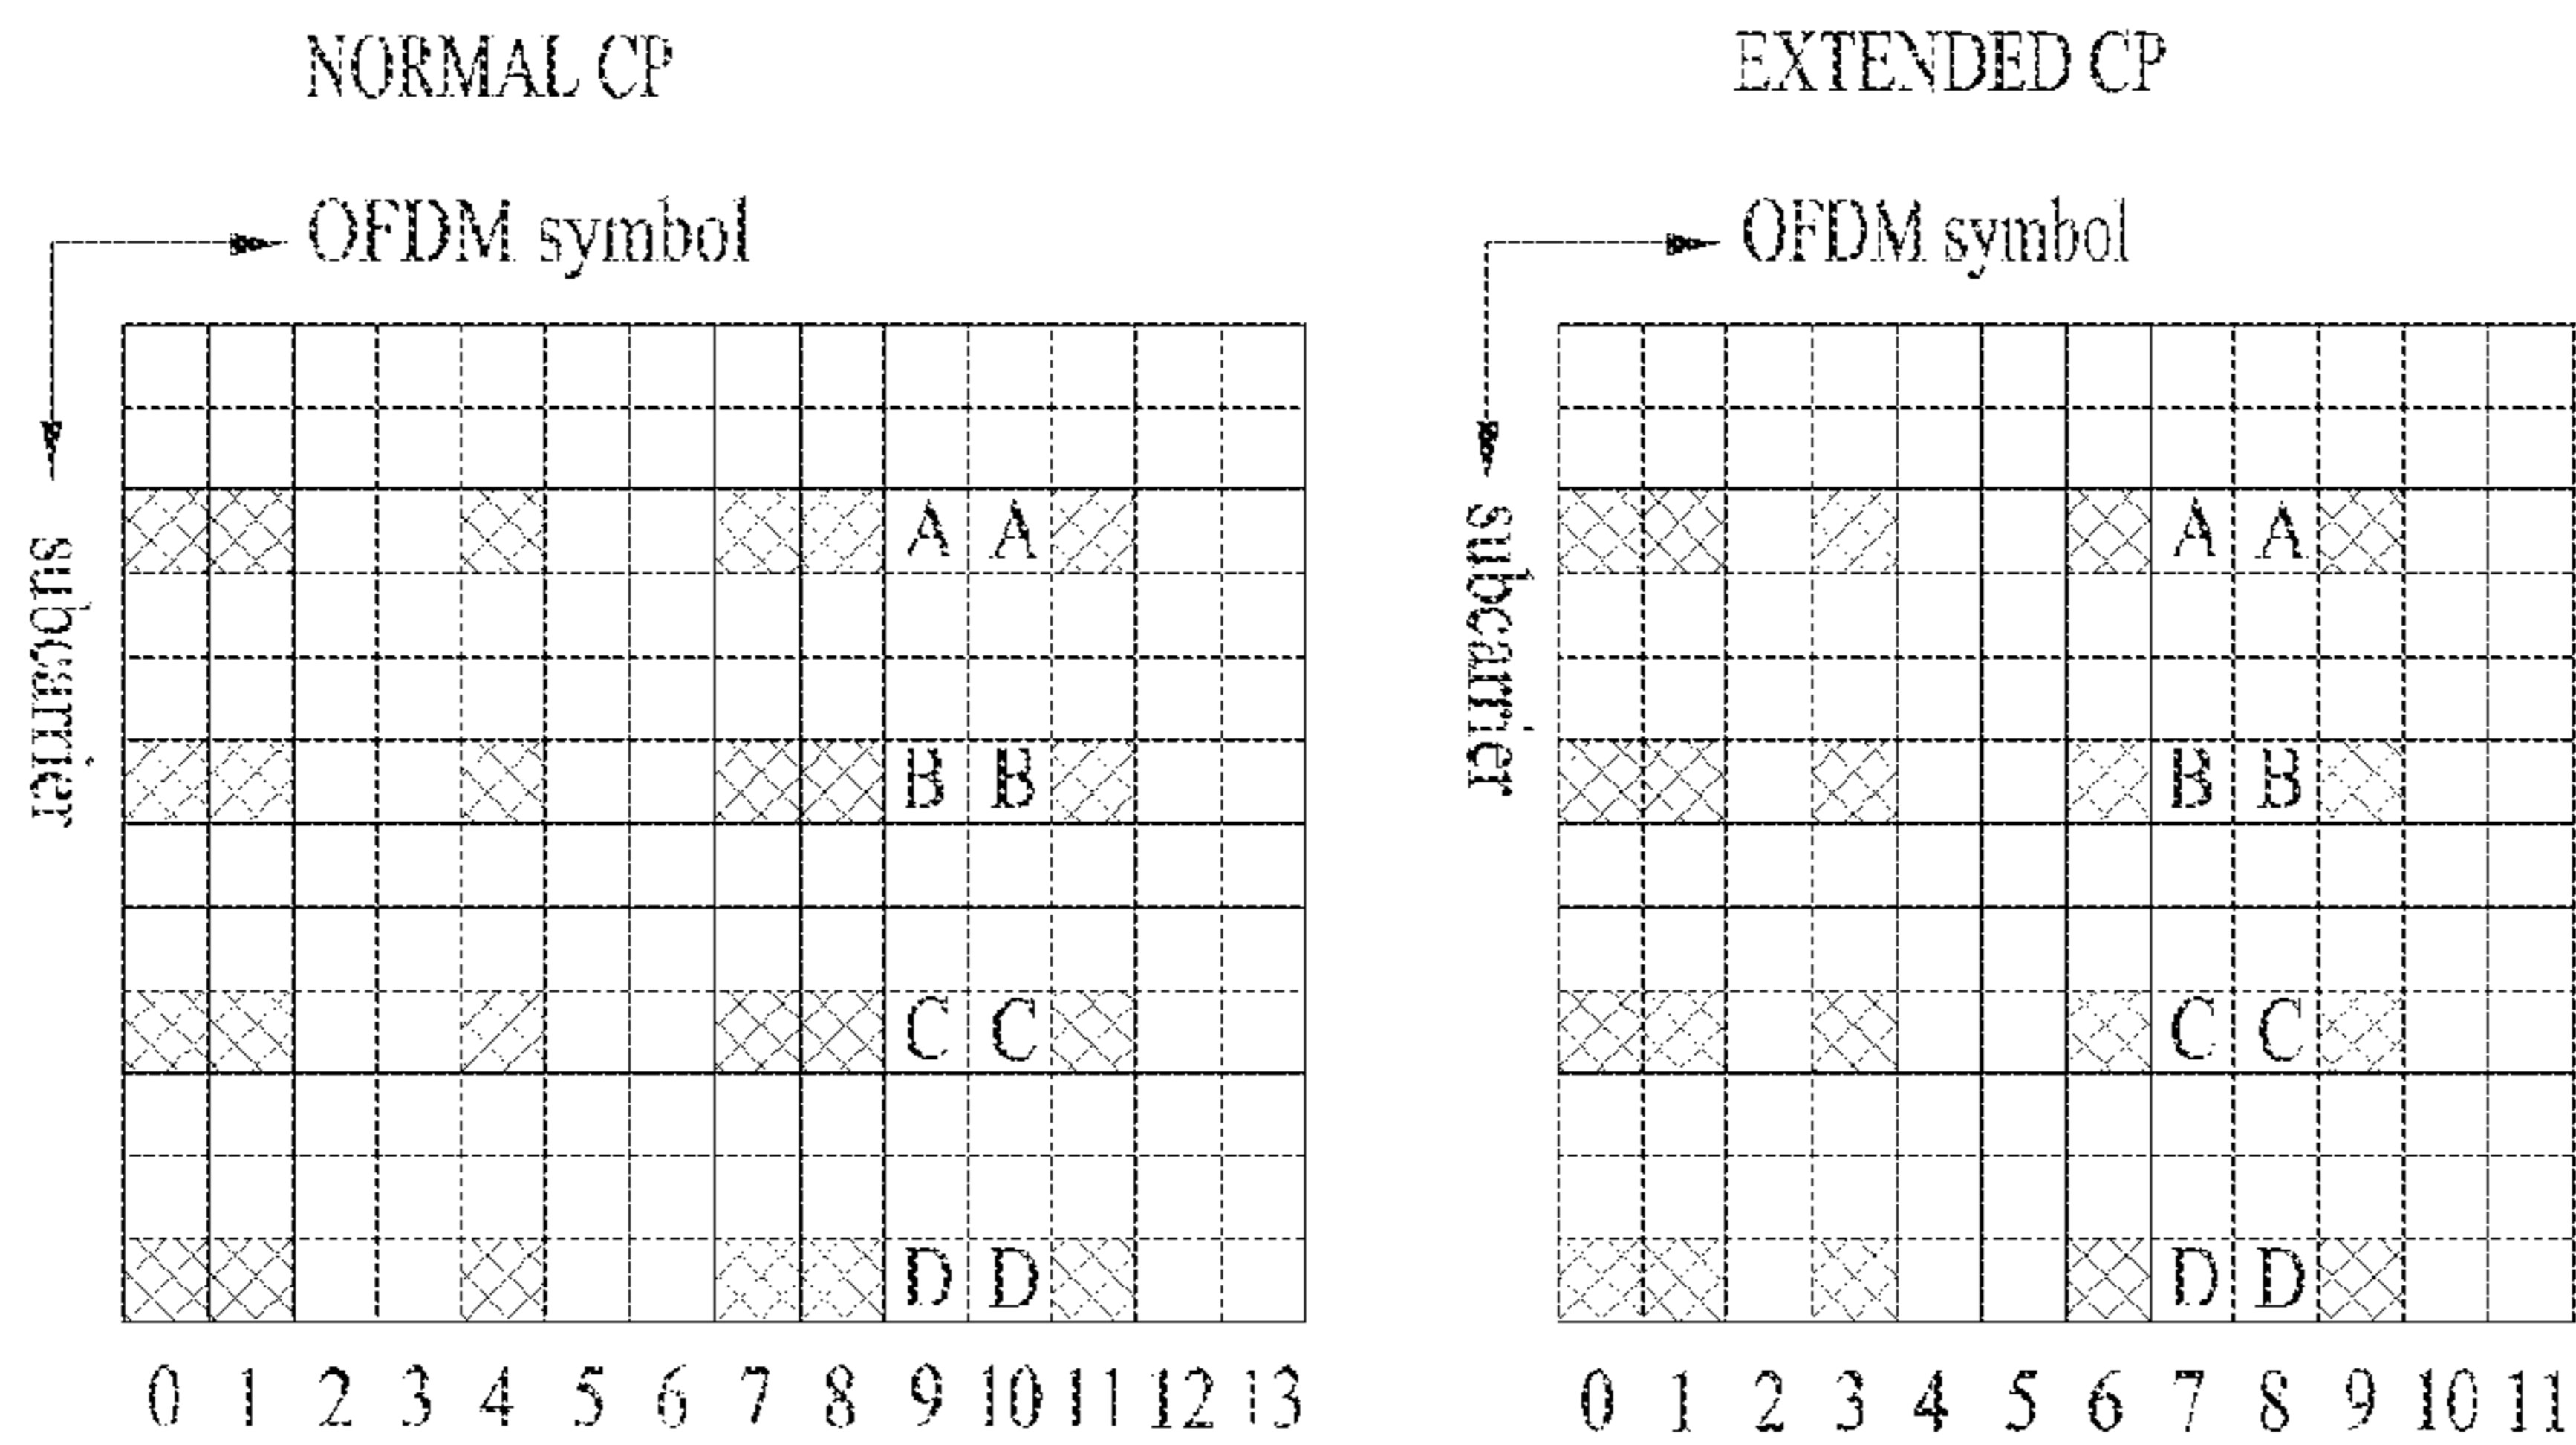 NORMAL CP
OFDM symbol
subcarrier
A A
B B
C C
D D
0 1 2 3 4 5 6 7 8 9 10 11 12 13
EXTENDED CP
OFDM symbol
subcarrier
A A
B B
C C
D D
0 1 2 3 4 5 6 7 8 9 10 11